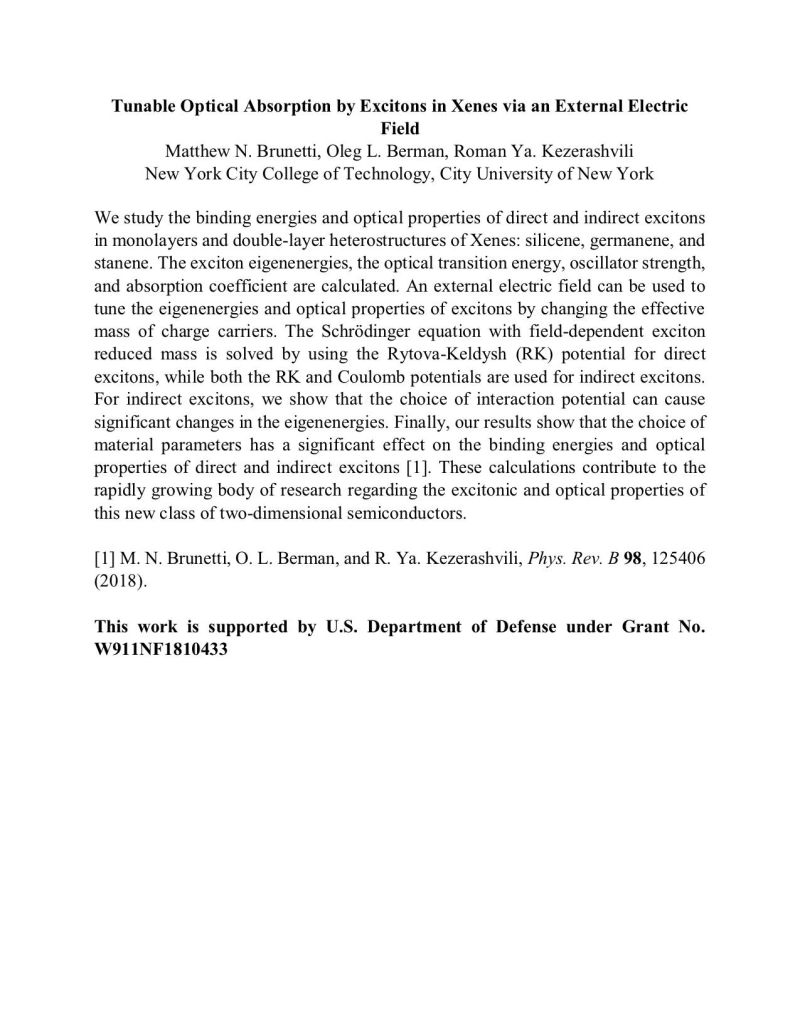 Tunable Optical Absorption by Excitons in Xenes via an External Electric
Field
Matthew N. Brunetti, Oleg L. Berman, Roman Ya. Kezerashvili
New York City College of Technology, City University of New York
We study the binding energies and optical properties of direct and indirect excitons
in monolayers and double-layer heterostructures of Xenes: silicene, germanene, and
stanene. The exciton eigenenergies, the optical transition energy, oscillator strength,
and absorption coefficient are calculated. An external electric field can be used to
tune the eigenenergies and optical properties of excitons by changing the effective
mass of charge carriers. The Schrödinger equation with field-dependent exciton
reduced mass is solved by using the Rytova-Keldysh (RK) potential for direct
excitons, while both the RK and Coulomb potentials are used for indirect excitons.
For indirect excitons, we show that the choice of interaction potential can cause
significant changes in the eigenenergies. Finally, our results show that the choice of
material parameters has a significant effect on the binding energies and optical
properties of direct and indirect excitons [1]. These calculations contribute to the
rapidly growing body of research regarding the excitonic and optical properties of
this new class of two-dimensional semiconductors.
[1] M. N. Brunetti, O. L. Berman, and R. Ya. Kezerashvili, Phys. Rev. B 98, 125406
(2018).
This work is supported by U.S. Department of Defense under Grant No.
W911NF1810433